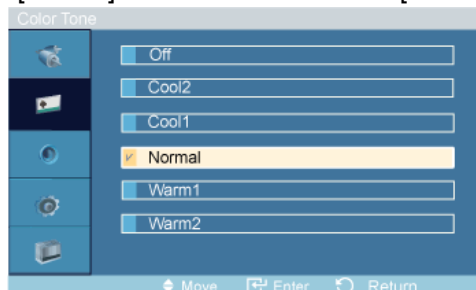 Color Tone
Off
Cool2
Cool1
Normal
Warm1
Warm2
Move Enter Return